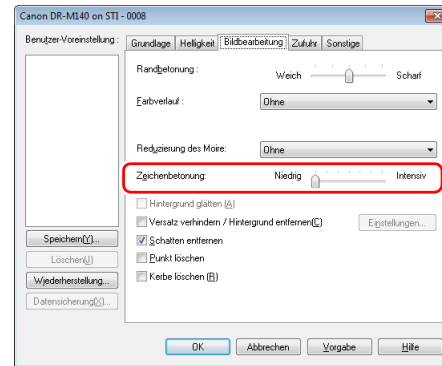 Canon DR-M140 on STI - 0008
Benutzer-Voreinstellung :
Grundlage Helligkeit Bildbearbeitung Zufuhr Sonstige
Randbetonung :
Weich Scharf
Farbverlauf :
Ohne
Reduzierung des Moire:
Ohne
Zeichenbetonung:
Niedrig Intensiv
Hintergrund glätten (A)
Versatz verhindern / Hintergrund entfernen(C)
Einstellungen...
Schatten entfernen
Punkt löschen
Kerbe löschen (R)
Speichern(Y)...
Löschen(J)
Wiederherstellung...
Datensicherung(X)...
OK Abbrechen Vorgabe Hilfe